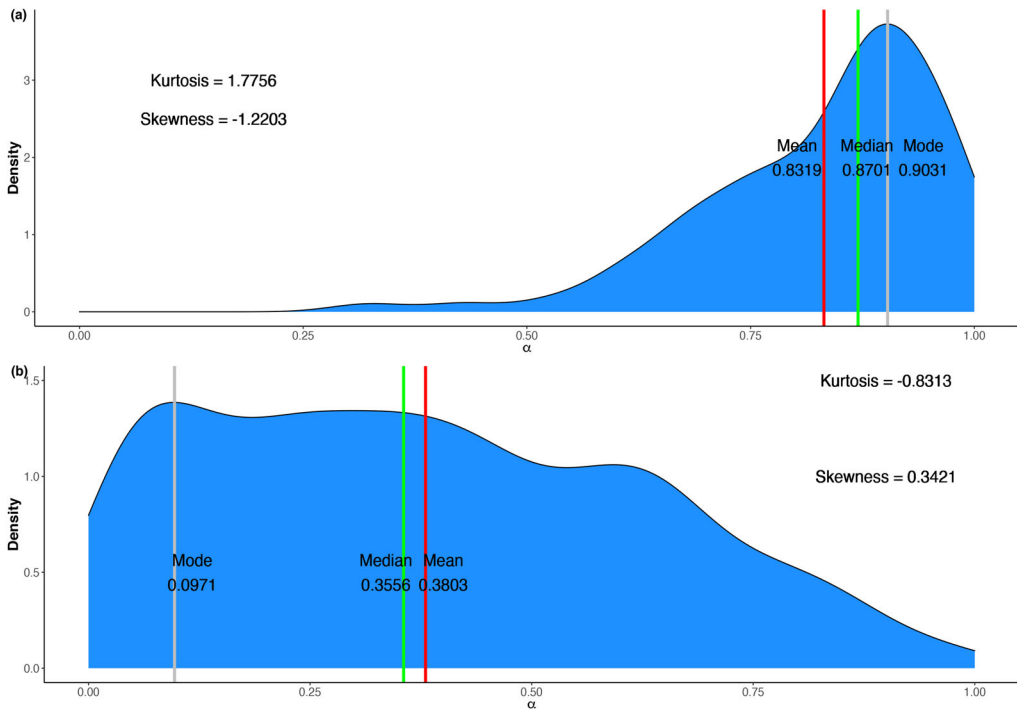 (a)
Kurtosis = 1.7756
Skewness = -1.2203
Mean Median Mode
0.8319 0.8701 0.9031
Density
3
2
1
0
0.00 0.25 0.50 0.75 1.00
α
(b)
Kurtosis = -0.8313
Skewness = 0.3421
Mode Median Mean
0.0971 0.3556 0.3803
Density
1.5
1.0
0.5
0.0
0.00 0.25 0.50 0.75 1.00
α